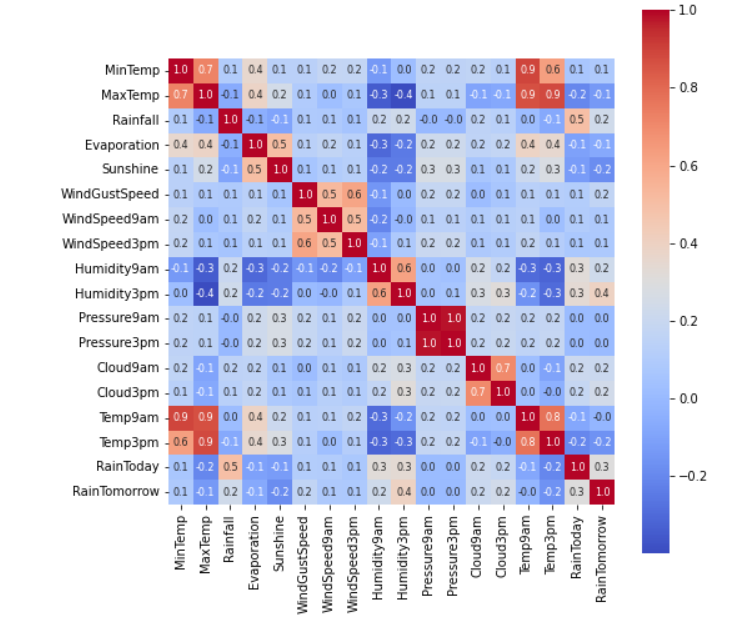 1.0
MinTemp 1.0 0.7 0.1 0.4 0.1 0.1 0.2 0.2 -0.1 0.0 0.2 0.2 0.2 0.1 0.9 0.6 0.1 0.1
MaxTemp 0.7 1.0 -0.1 0.4 0.2 0.1 0.0 0.1 -0.3 -0.4 0.1 0.1 -0.1 -0.1 0.9 0.9 -0.2 -0.1
0.8
Rainfall 0.1 -0.1 1.0 -0.1 -0.1 0.1 0.1 0.1 0.2 0.2 -0.0 -0.0 0.1 0.1 0.0 -0.1 0.5 0.2
Evaporation 0.4 0.4 -0.1 1.0 0.5 0.1 0.2 0.1 -0.3 -0.2 0.2 0.2 0.2 0.2 0.4 0.4 -0.1 -0.1
Sunshine 0.1 0.2 -0.1 0.5 1.0 0.1 0.1 0.1 -0.2 -0.2 0.3 0.3 0.1 0.1 0.2 0.3 -0.1 -0.2
0.6
WindGustSpeed 0.1 0.1 0.1 0.1 0.1 1.0 0.5 0.6 -0.1 0.0 0.2 0.2 0.0 0.1 0.1 0.1 0.1 0.2
WindSpeed9am 0.2 0.0 0.1 0.2 0.1 0.5 1.0 0.5 -0.2 -0.0 0.1 0.1 0.1 0.1 0.1 0.0 0.1 0.1
WindSpeed3pm 0.2 0.1 0.1 0.1 0.1 0.6 0.5 1.0 -0.1 0.1 0.2 0.2 0.1 0.1 0.2 0.1 0.1 0.1
0.4
Humidity9am -0.1 -0.3 0.2 -0.3 -0.2 -0.1 -0.2 -0.1 1.0 0.6 0.0 0.0 0.2 0.2 -0.3 -0.3 0.3 0.2
Humidity3pm 0.0 -0.4 0.2 -0.2 -0.2 0.0 -0.0 0.1 0.6 1.0 0.0 0.1 0.3 0.3 -0.2 -0.3 0.3 0.4
Pressure9am 0.2 0.1 -0.0 0.2 0.3 0.2 0.1 0.2 0.0 0.0 1.0 1.0 0.2 0.2 0.2 0.2 0.0 0.0
0.2
Pressure3pm 0.2 0.1 -0.0 0.2 0.3 0.2 0.1 0.2 0.0 0.1 1.0 1.0 0.2 0.2 0.2 0.2 0.0 0.0
Cloud9am 0.2 -0.1 0.1 0.2 0.1 0.0 0.1 0.1 0.2 0.3 0.2 0.2 1.0 0.7 0.0 -0.1 0.2 0.2
Cloud3pm 0.1 -0.1 0.1 0.2 0.1 0.1 0.1 0.1 0.2 0.3 0.2 0.2 0.7 1.0 0.0 -0.0 0.2 0.2
0.0
Temp9am 0.9 0.9 0.0 0.4 0.2 0.1 0.1 0.2 -0.3 -0.2 0.2 0.2 0.0 0.0 1.0 0.8 -0.1 -0.0
Temp3pm 0.6 0.9 -0.1 0.4 0.3 0.1 0.0 0.1 -0.3 -0.3 0.2 0.2 -0.1 -0.0 0.8 1.0 -0.2 -0.2
RainToday 0.1 -0.2 0.5 -0.1 -0.1 0.1 0.1 0.1 0.3 0.3 0.0 0.0 0.2 0.2 -0.1 -0.2 1.0 0.3
−0.2
RainTomorrow 0.1 -0.1 0.2 -0.1 -0.2 0.2 0.1 0.1 0.2 0.4 0.0 0.0 0.2 0.2 -0.0 -0.2 0.3 1.0
MinTemp
MaxTemp
Rainfall
Evaporation
Sunshine
WindGustSpeed
WindSpeed9am
WindSpeed3pm
Humidity9am
Humidity3pm
Pressure9am
Pressure3pm
Cloud9am
Cloud3pm
Temp9am
Temp3pm
RainToday
RainTomorrow